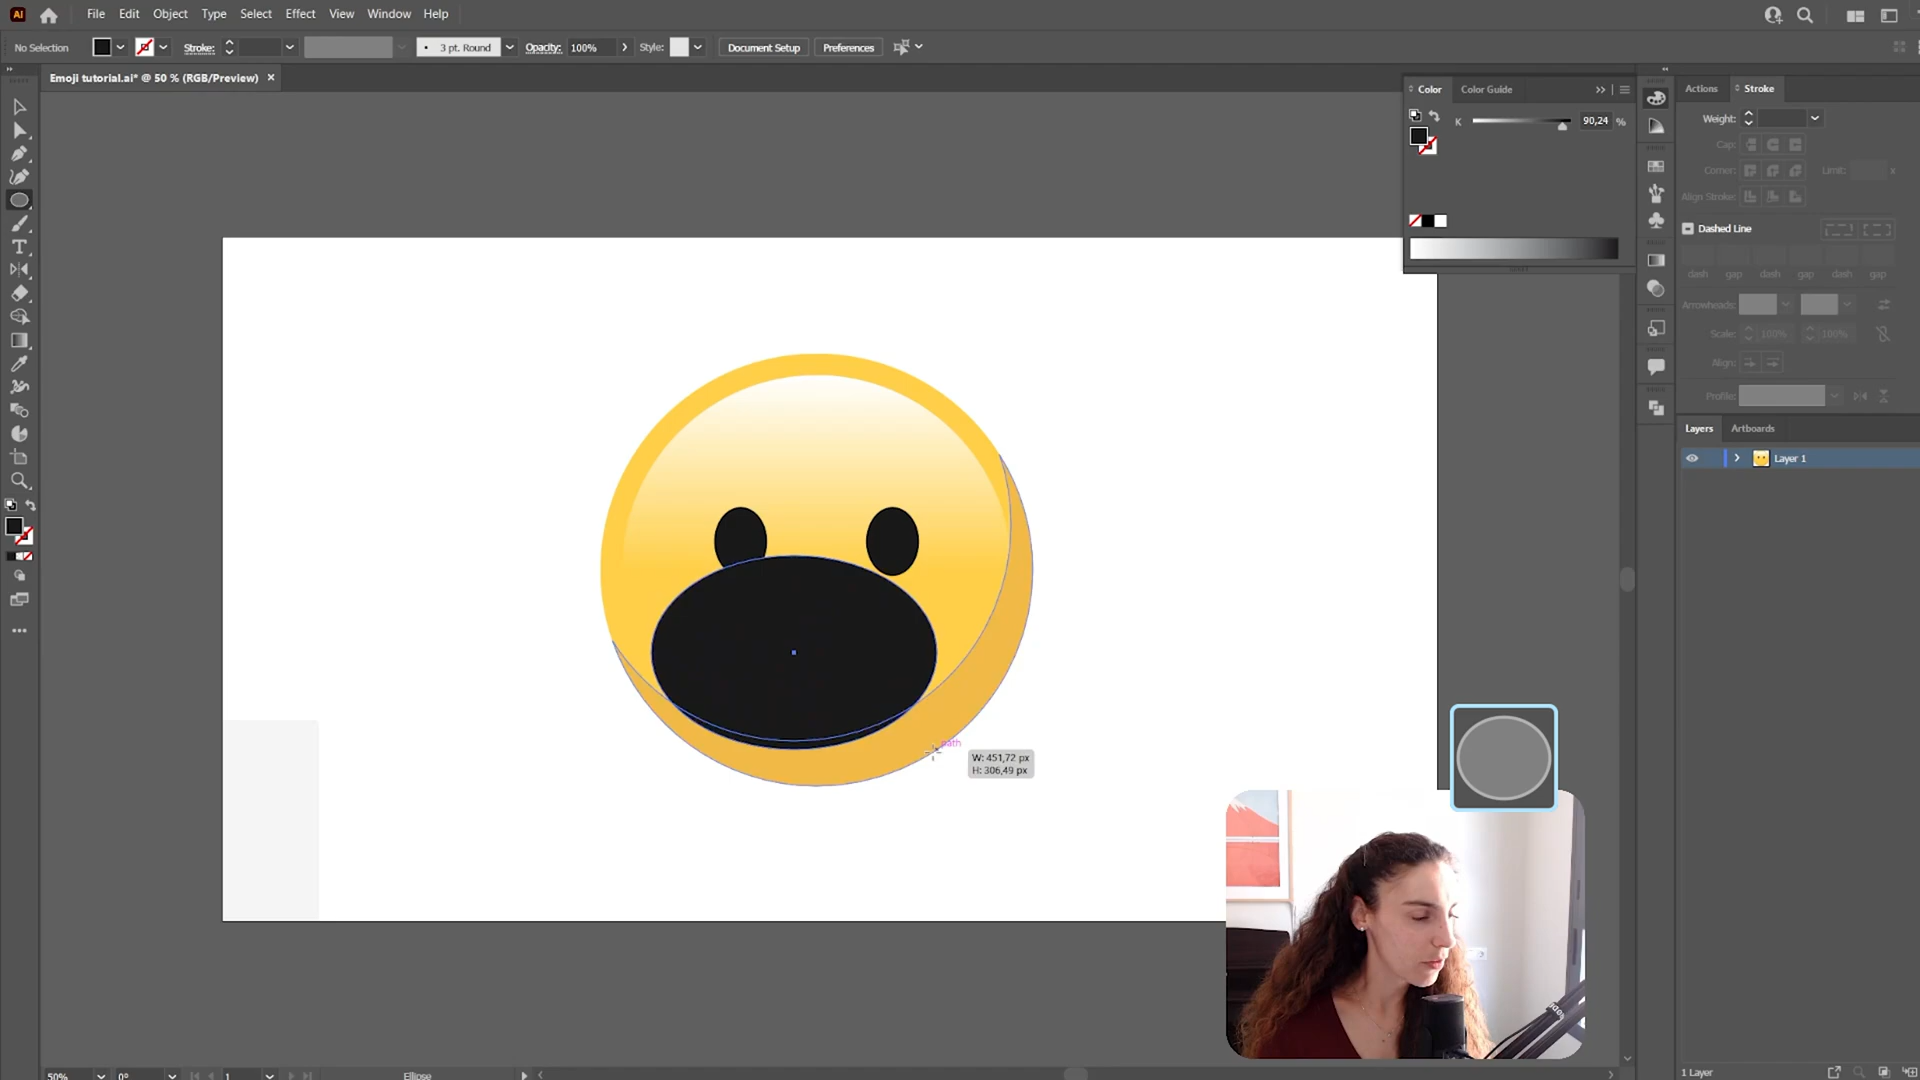 Ai File Edit Object Type Select Effect View Window Help
No Selection Stroke: 3 pt. Round Opacity: 100% Style: Document Setup Preferences
Emoji tutorial.ai* @ 50 % (RGB/Preview) ×
Color Color Guide
K 90,24 %
Actions Stroke
Weight:
Cap:
Corner: Limit: x
Align Stroke:
Dashed Line
dash gap dash gap dash gap
Arrowheads:
Scale: 100% 100%
Align:
Profile:
Layers Artboards
Layer 1
path
W: 451,72 px
H: 306,49 px
50% 0° 1 Ellipse
1 Layer